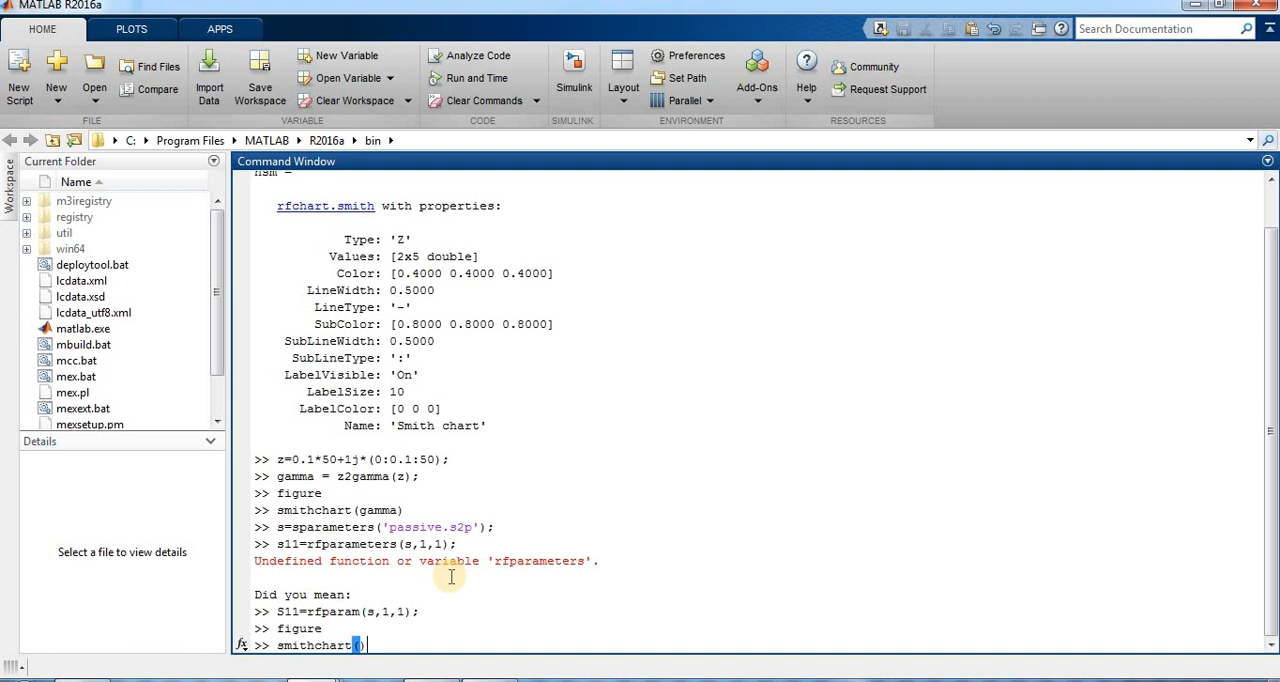 MATLAB R2016a
HOME PLOTS APPS Search Documentation
New Script
New
Open
Find Files
Compare
Import Data
Save Workspace
New Variable
Open Variable
Clear Workspace
Analyze Code
Run and Time
Clear Commands
Simulink
Layout
Preferences
Set Path
Parallel
Add-Ons
Help
Community
Request Support
FILE VARIABLE CODE SIMULINK ENVIRONMENT RESOURCES
C: Program Files MATLAB R2016a bin
Workspace
Current Folder
Name
m3iregistry
registry
util
win64
deploytool.bat
lcdata.xml
lcdata.xsd
lcdata_utf8.xml
matlab.exe
mbuild.bat
mcc.bat
mex.bat
mex.pl
mexext.bat
mexsetup.pm
Details
Select a file to view details
Command Window
hsm =
rfchart.smith with properties:
Type: 'Z'
Values: [2x5 double]
Color: [0.4000 0.4000 0.4000]
LineWidth: 0.5000
LineType: '-'
SubColor: [0.8000 0.8000 0.8000]
SubLineWidth: 0.5000
SubLineType: ':'
LabelVisible: 'On'
LabelSize: 10
LabelColor: [0 0 0]
Name: 'Smith chart'
>> z=0.1*50+1j*(0:0.1:50);
>> gamma = z2gamma(z);
>> figure
>> smithchart(gamma)
>> s=sparameters('passive.s2p');
>> s11=rfparameters(s,1,1);
Undefined function or variable 'rfparameters'.
Did you mean:
>> S11=rfparam(s,1,1);
>> figure
fx >> smithchart()